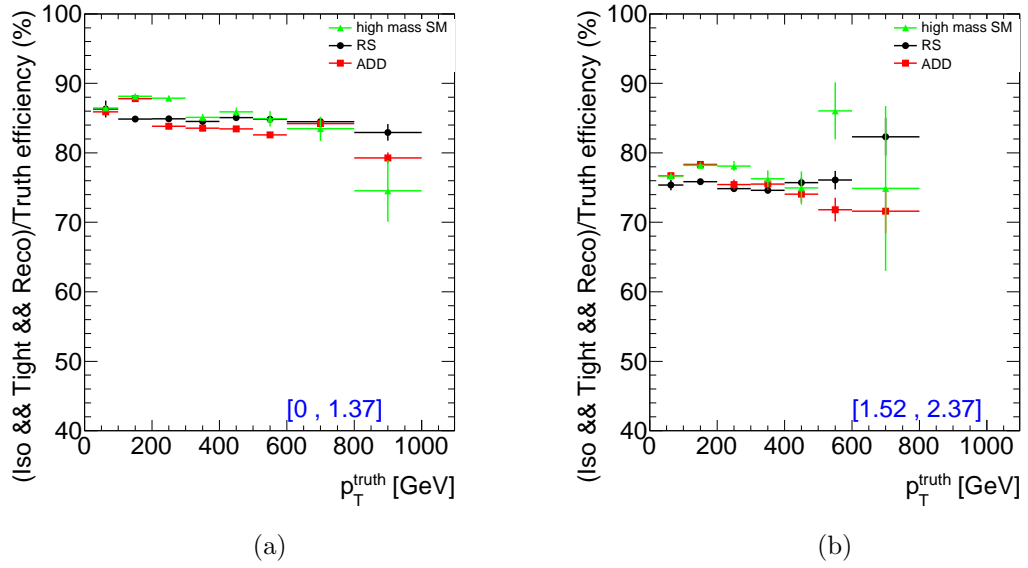 (Iso && Tight && Reco)/Truth efficiency (%)
100
90
80
70
60
50
40
high mass SM
RS
ADD
[0 , 1.37]
0 200 400 600 800 1000
p_T^truth [GeV]
(a)
(Iso && Tight && Reco)/Truth efficiency (%)
100
90
80
70
60
50
40
high mass SM
RS
ADD
[1.52 , 2.37]
0 200 400 600 800 1000
p_T^truth [GeV]
(b)